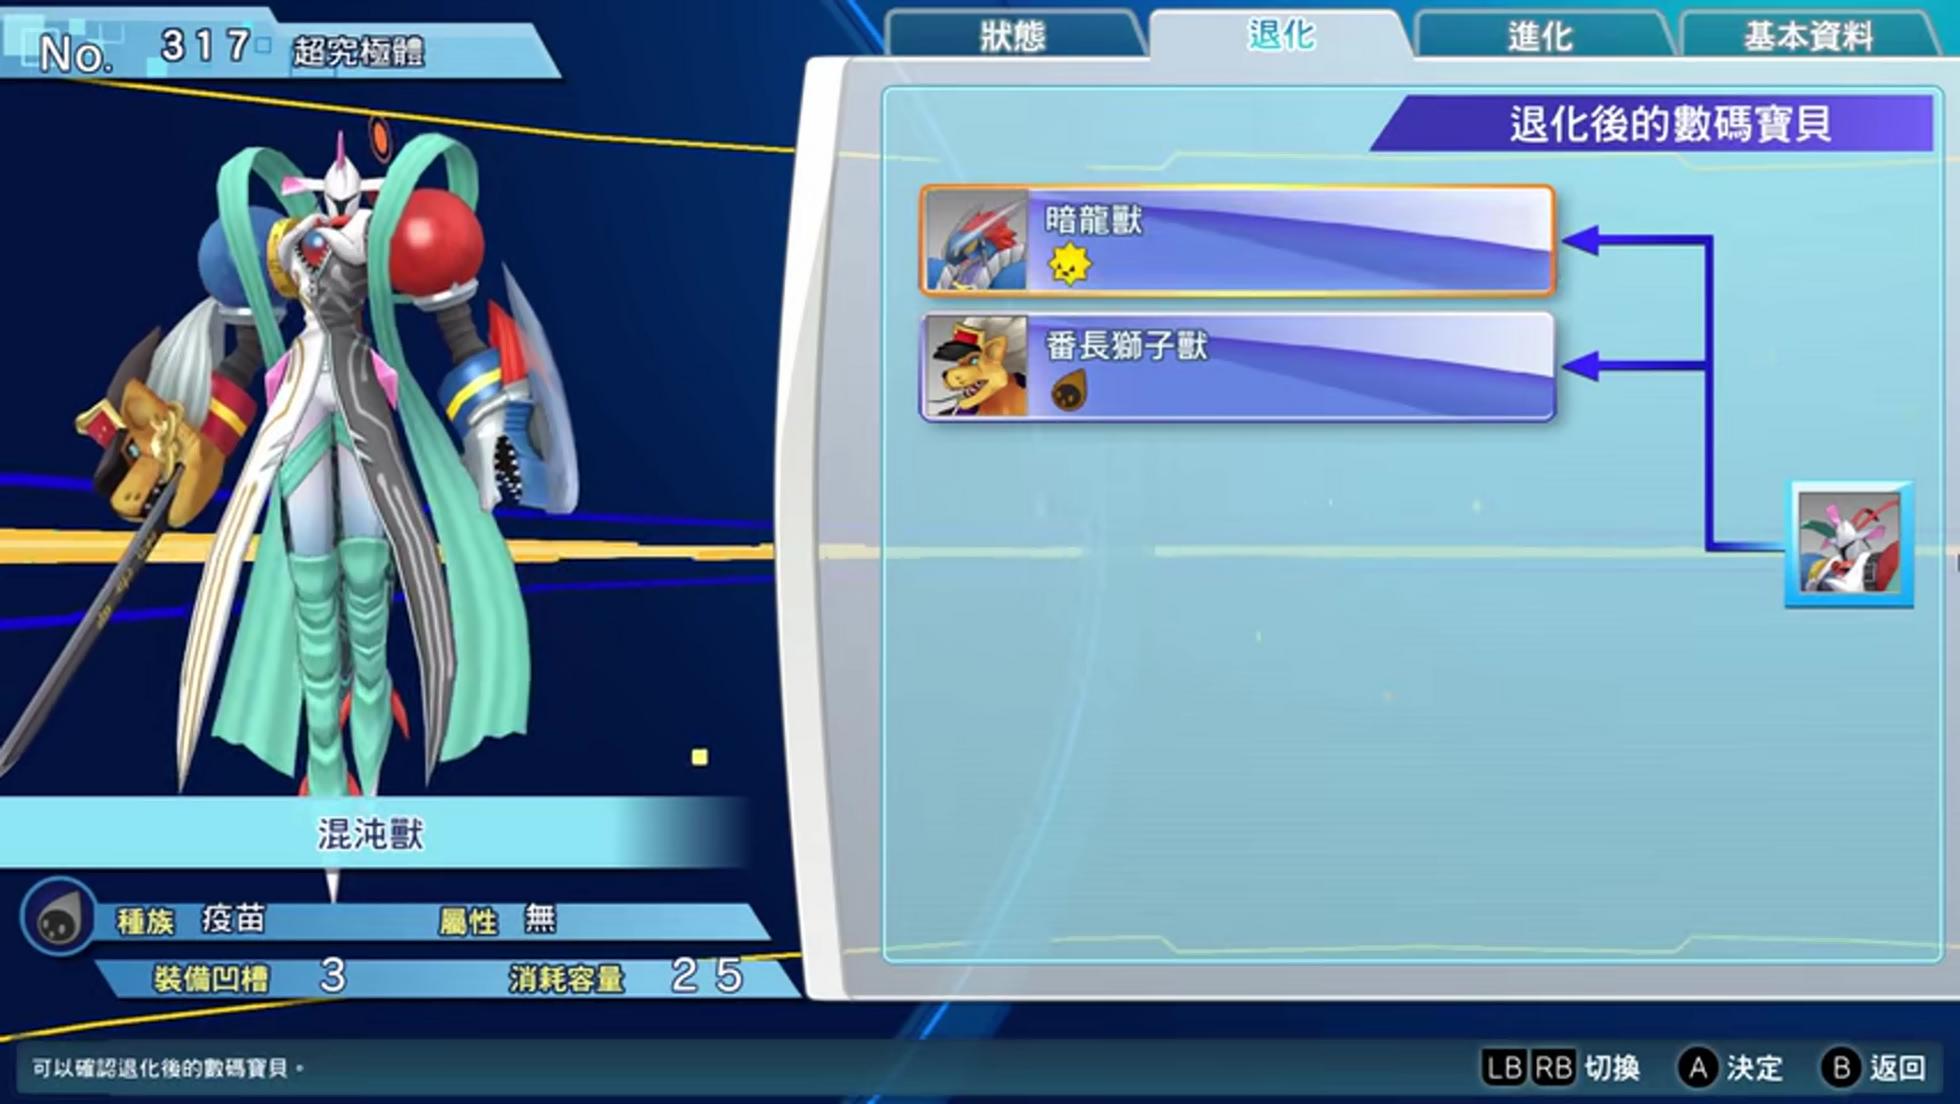 No. 317 超究極體
狀態
退化
進化
基本資料
退化後的數碼寶貝
暗龍獸
番長獅子獸
混沌獸
種族 疫苗 屬性 無
裝備凹槽 3 消耗容量 25
可以確認退化後的數碼寶貝。
LB RB 切換 A 決定 B 返回